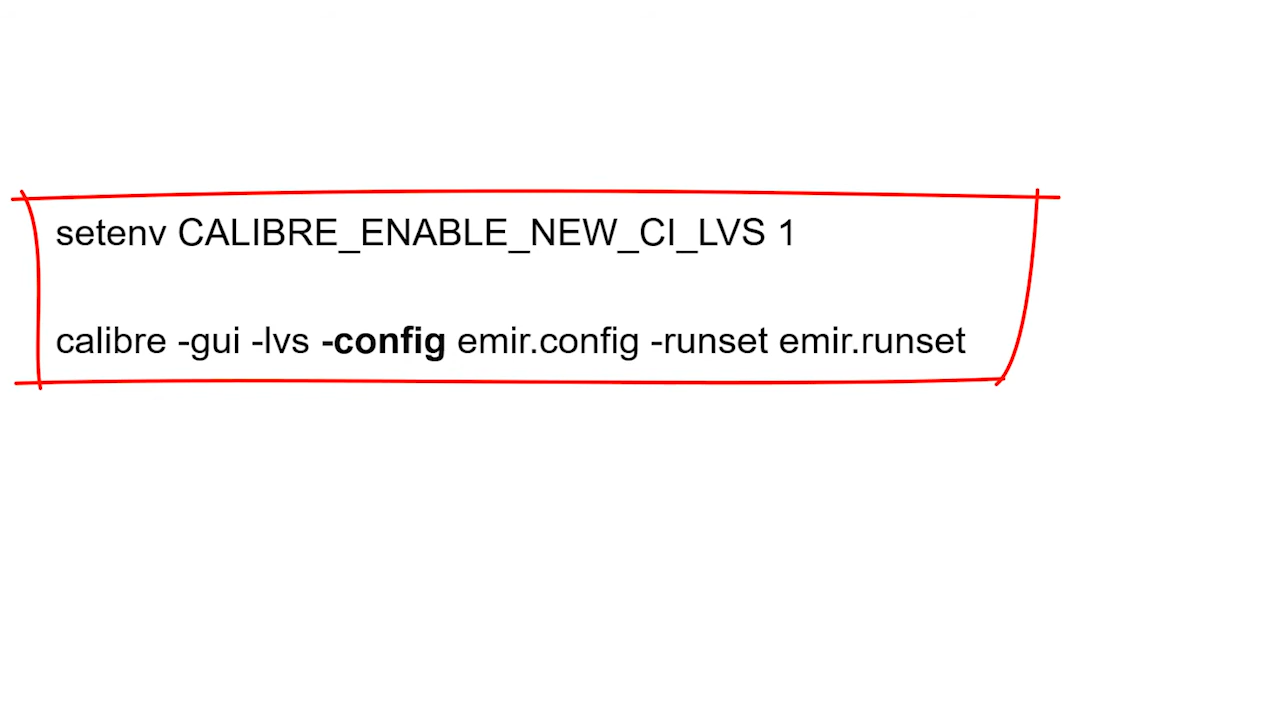 setenv CALIBRE_ENABLE_NEW_CI_LVS 1
calibre -gui -lvs -config emir.config -runset emir.runset